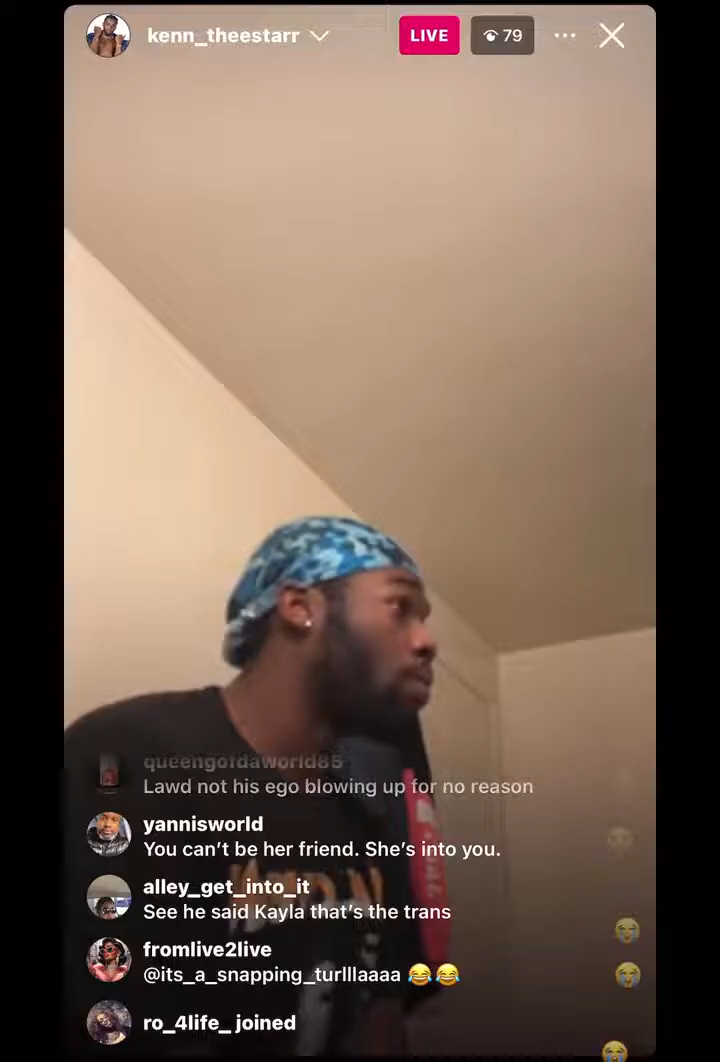 kenn_theestarr
LIVE
79
queengofdaworld85
Lawd not his ego blowing up for no reason
yannisworld
You can't be her friend. She's into you.
alley_get_into_it
See he said Kayla that's the trans
fromlive2live
@its_a_snapping_turlllaaaa 😂😂
ro_4life_ joined